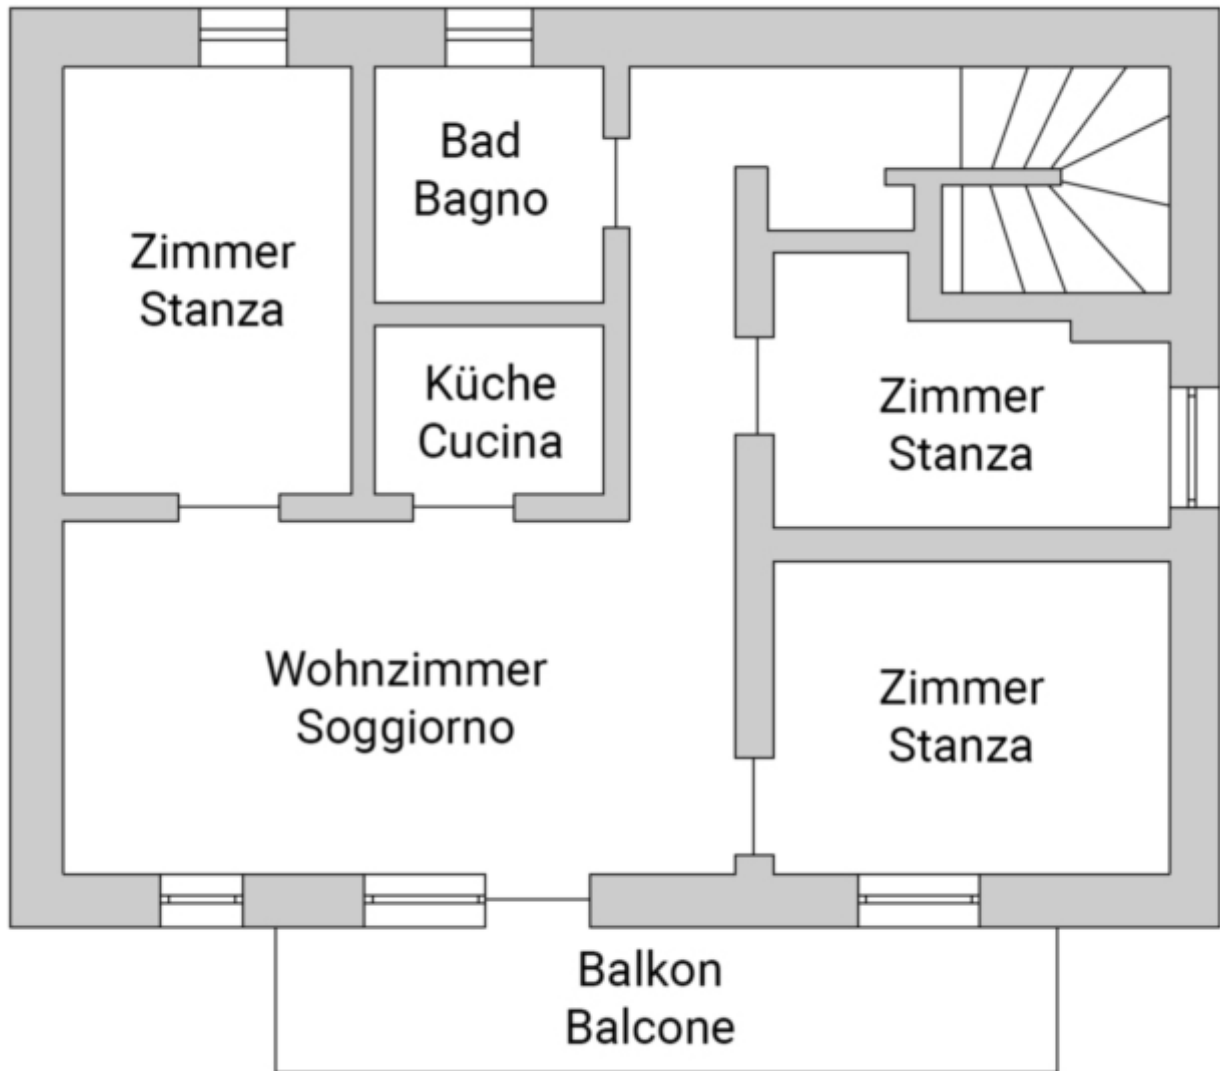 Bad
Bagno
Zimmer
Stanza
Küche
Cucina
Zimmer
Stanza
Wohnzimmer
Soggiorno
Zimmer
Stanza
Balkon
Balcone